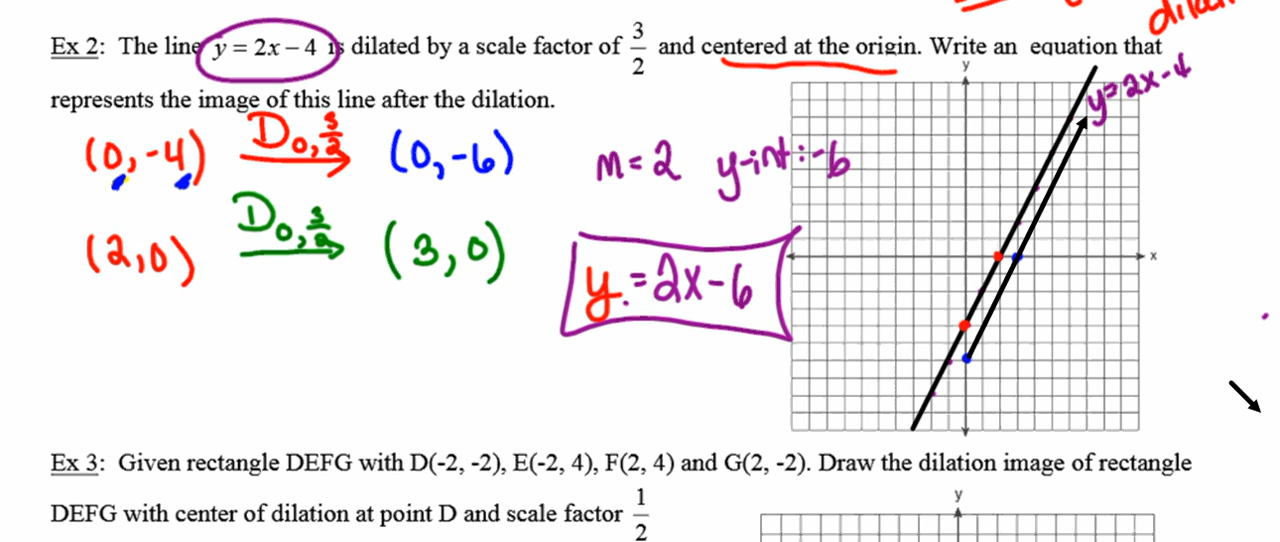 dila
Ex 2: The line y = 2x − 4 is dilated by a scale factor of 3/2 and centered at the origin. Write an equation that
represents the image of this line after the dilation.
y
y=2x-4
(0,-4) D0,3/2 (0,-6)
m=2 y-int:-6
(2,0) D0,3/2 (3,0)
x
y=2x-6
Ex 3: Given rectangle DEFG with D(-2, -2), E(-2, 4), F(2, 4) and G(2, -2). Draw the dilation image of rectangle
DEFG with center of dilation at point D and scale factor 1/2
y